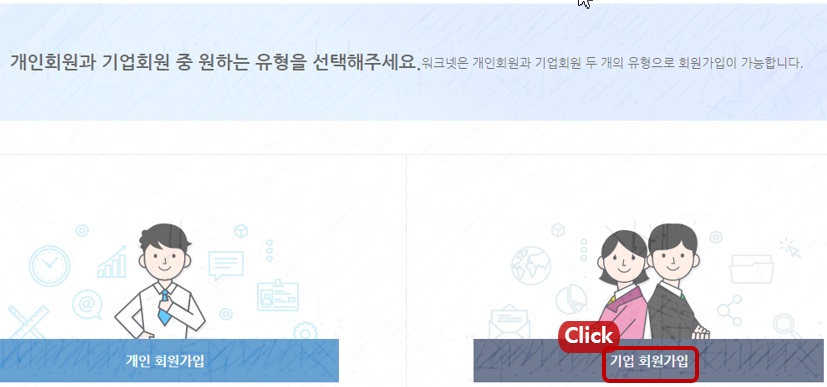 개인회원과 기업회원 중 원하는 유형을 선택해주세요.
워크넷은 개인회원과 기업회원 두 개의 유형으로 회원가입이 가능합니다.
개인 회원가입
Click
기업 회원가입